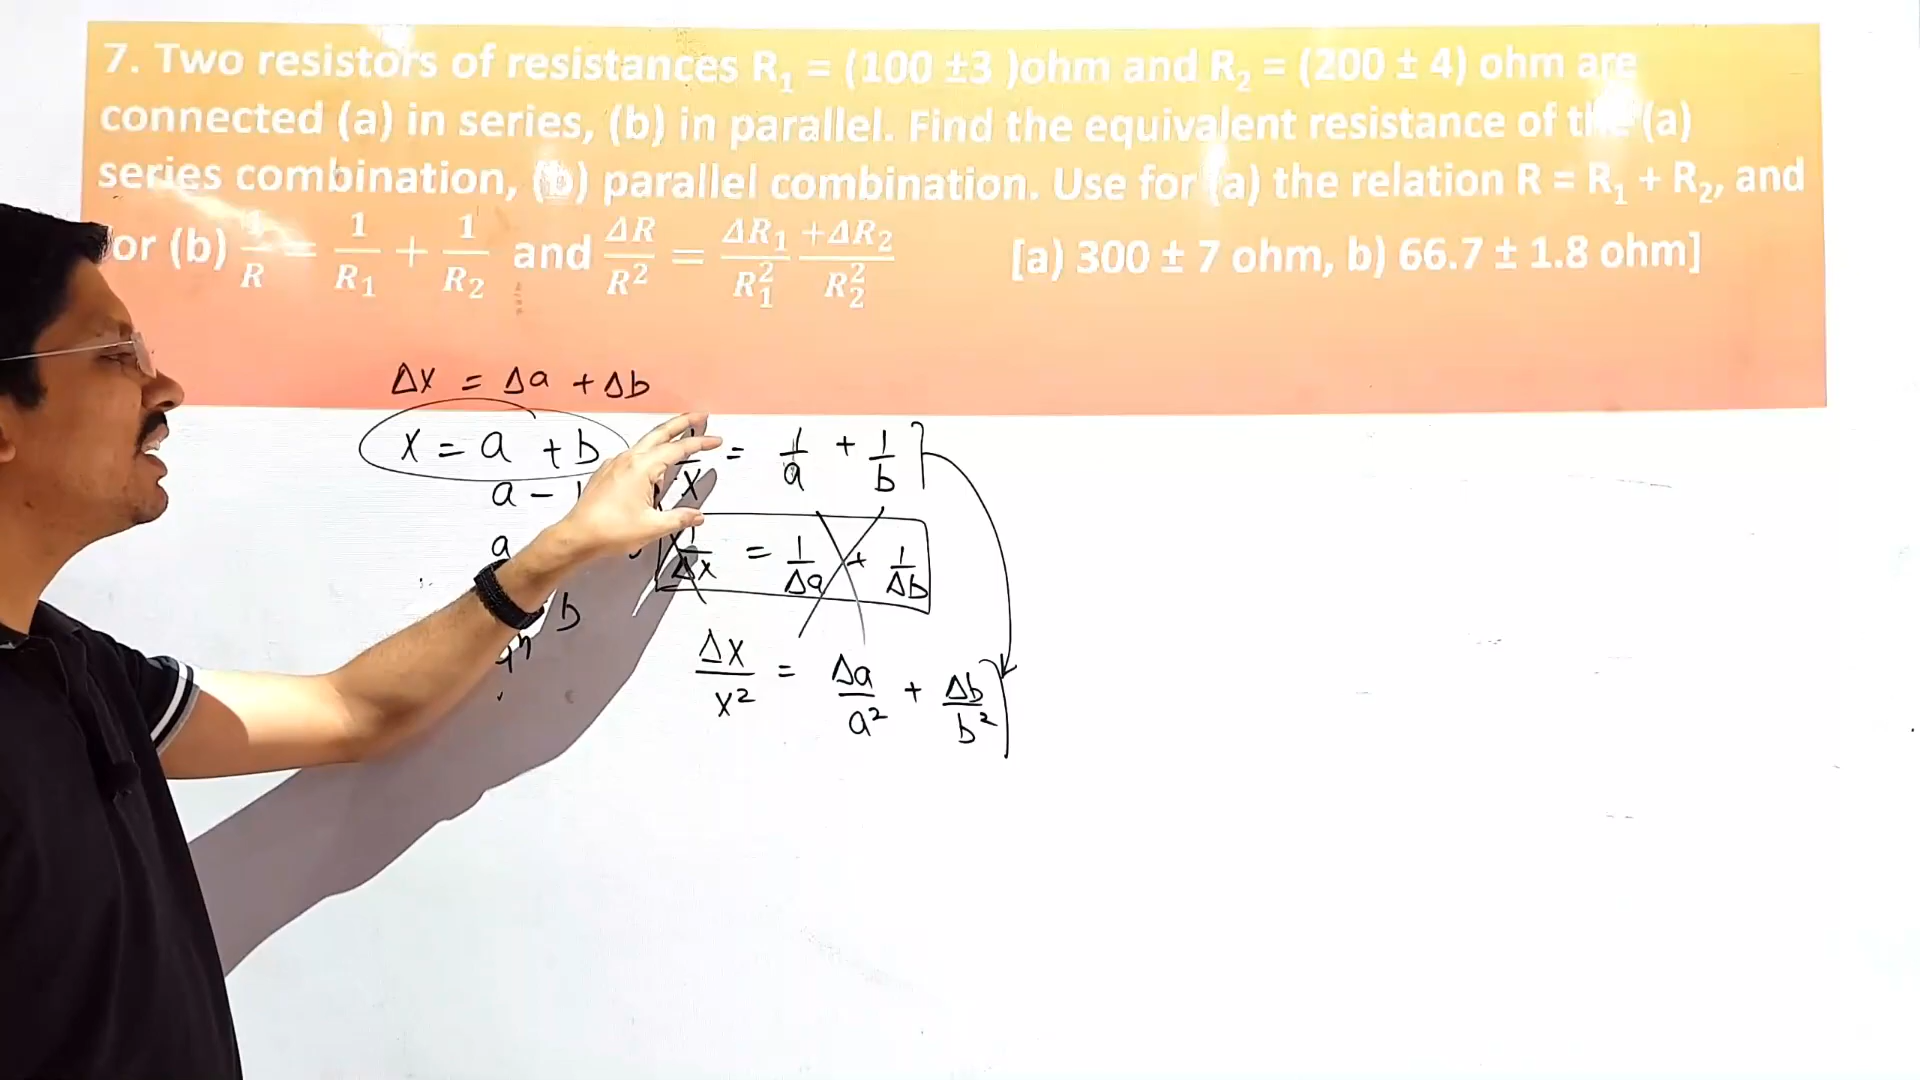 7. Two resistors of resistances R₁ = (100 ±3 )ohm and R₂ = (200 ± 4) ohm are
connected (a) in series, (b) in parallel. Find the equivalent resistance of the (a)
series combination, (b) parallel combination. Use for (a) the relation R = R₁ + R₂, and
or (b) 1/R = 1/R₁ + 1/R₂ and ΔR/R² = ΔR₁/R₁² +ΔR₂/R₂² [a) 300 ± 7 ohm, b) 66.7 ± 1.8 ohm]
Δx = Δa + Δb
x = a + b 1/x = 1/a + 1/b
a -
a 1/Δx = 1/Δa + 1/Δb
b
aⁿ
Δx/x² = Δa/a² + Δb/b²